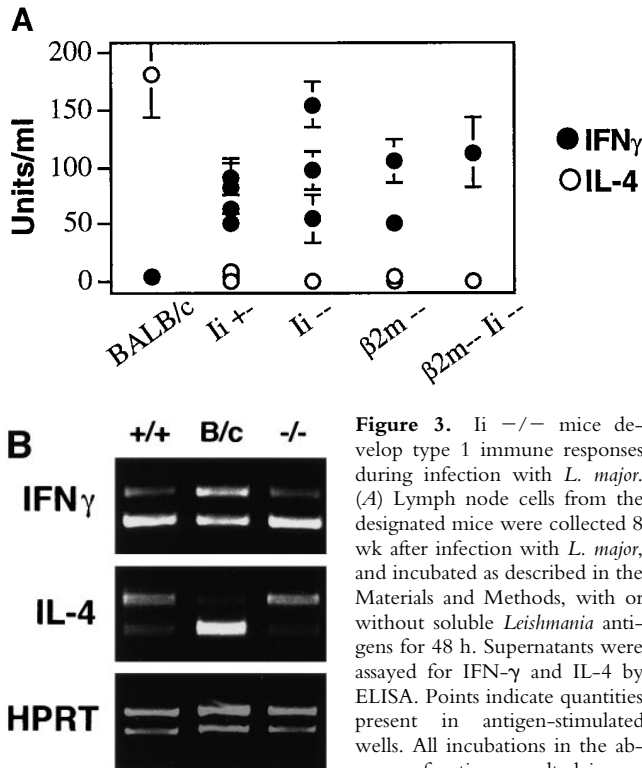 A
Units/ml
200
150
100
50
0
BALB/c
Ii +-
Ii --
β2m --
β2m-- Ii --
IFNγ
IL-4
B
+/+ B/c -/-
IFNγ
IL-4
HPRT
Figure 3. Ii −/− mice de-
velop type 1 immune responses
during infection with L. major.
(A) Lymph node cells from the
designated mice were collected 8
wk after infection with L. major,
and incubated as described in the
Materials and Methods, with or
without soluble Leishmania anti-
gens for 48 h. Supernatants were
assayed for IFN-γ and IL-4 by
ELISA. Points indicate quantities
present in antigen-stimulated
wells. All incubations in the ab-